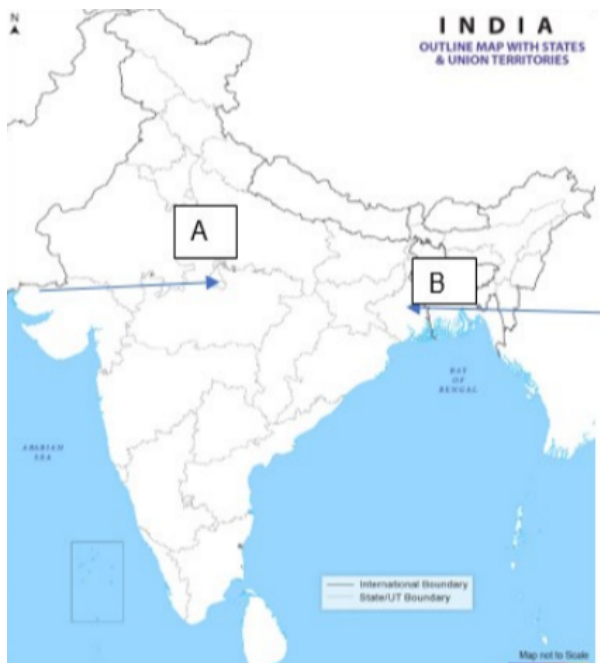 N
INDIA
OUTLINE MAP WITH STATES
& UNION TERRITORIES
A
B
BAY
OF
BENGAL
ARABIAN
SEA
International Boundary
State/UT Boundary
Map not to Scale